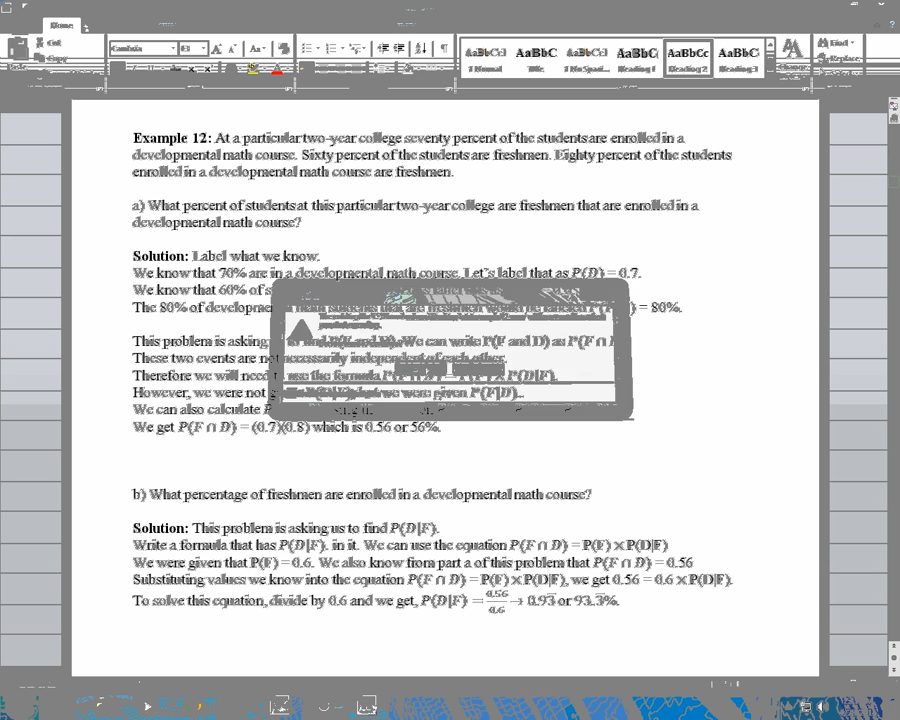 Home
Cut
Copy
Cambria
AaBbCcI AaBbC AaBbCcI AaBbC( AaBbCc AaBbC(
1 Normal Title 1 No Spaci... Heading 1 Heading 2 Heading 3
Find
Replace
Example 12: At a particular two-year college seventy percent of the students are enrolled in a
developmental math course. Sixty percent of the students are freshmen. Eighty percent of the students
enrolled in a developmental math course are freshmen.
a) What percent of students at this particular two-year college are freshmen that are enrolled in a
developmental math course?
Solution: Label what we know.
We know that 70% are in a developmental math course. Let's label that as P(D) = 0.7.
We know that 60% of
The 80% of developmental math students that are freshmen would be labeled = 80%.
This problem is asking to find P(F and D). We can write P(F and D) as P(F ∩
These two events are not necessarily independent of each other.
Therefore we will need use the formula P(F ∩ D) = P(F) × P(D|F).
However, we were not but we were given P(F|D).
We can also calculate
We get P(F ∩ D) = (0.7)(0.8) which is 0.56 or 56%.
b) What percentage of freshmen are enrolled in a developmental math course?
Solution: This problem is asking us to find P(D|F).
Write a formula that has P(D|F). in it. We can use the equation P(F ∩ D) = P(F) × P(D|F)
We were given that P(F) = 0.6. We also know from part a of this problem that P(F ∩ D) = 0.56
Substituting values we know into the equation P(F ∩ D) = P(F) × P(D|F), we get 0.56 = 0.6 × P(D|F).
To solve this equation, divide by 0.6 and we get, P(D|F) = 0.56/0.6 → 0.93 or 93.3%.